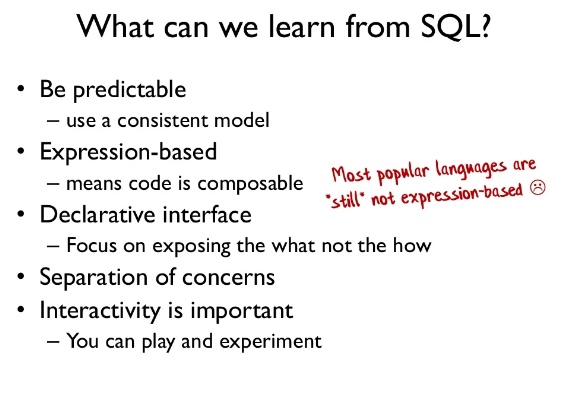 What can we learn from SQL?
• Be predictable
– use a consistent model
• Expression-based
– means code is composable
Most popular languages are
*still* not expression-based ☹
• Declarative interface
– Focus on exposing the what not the how
• Separation of concerns
• Interactivity is important
– You can play and experiment